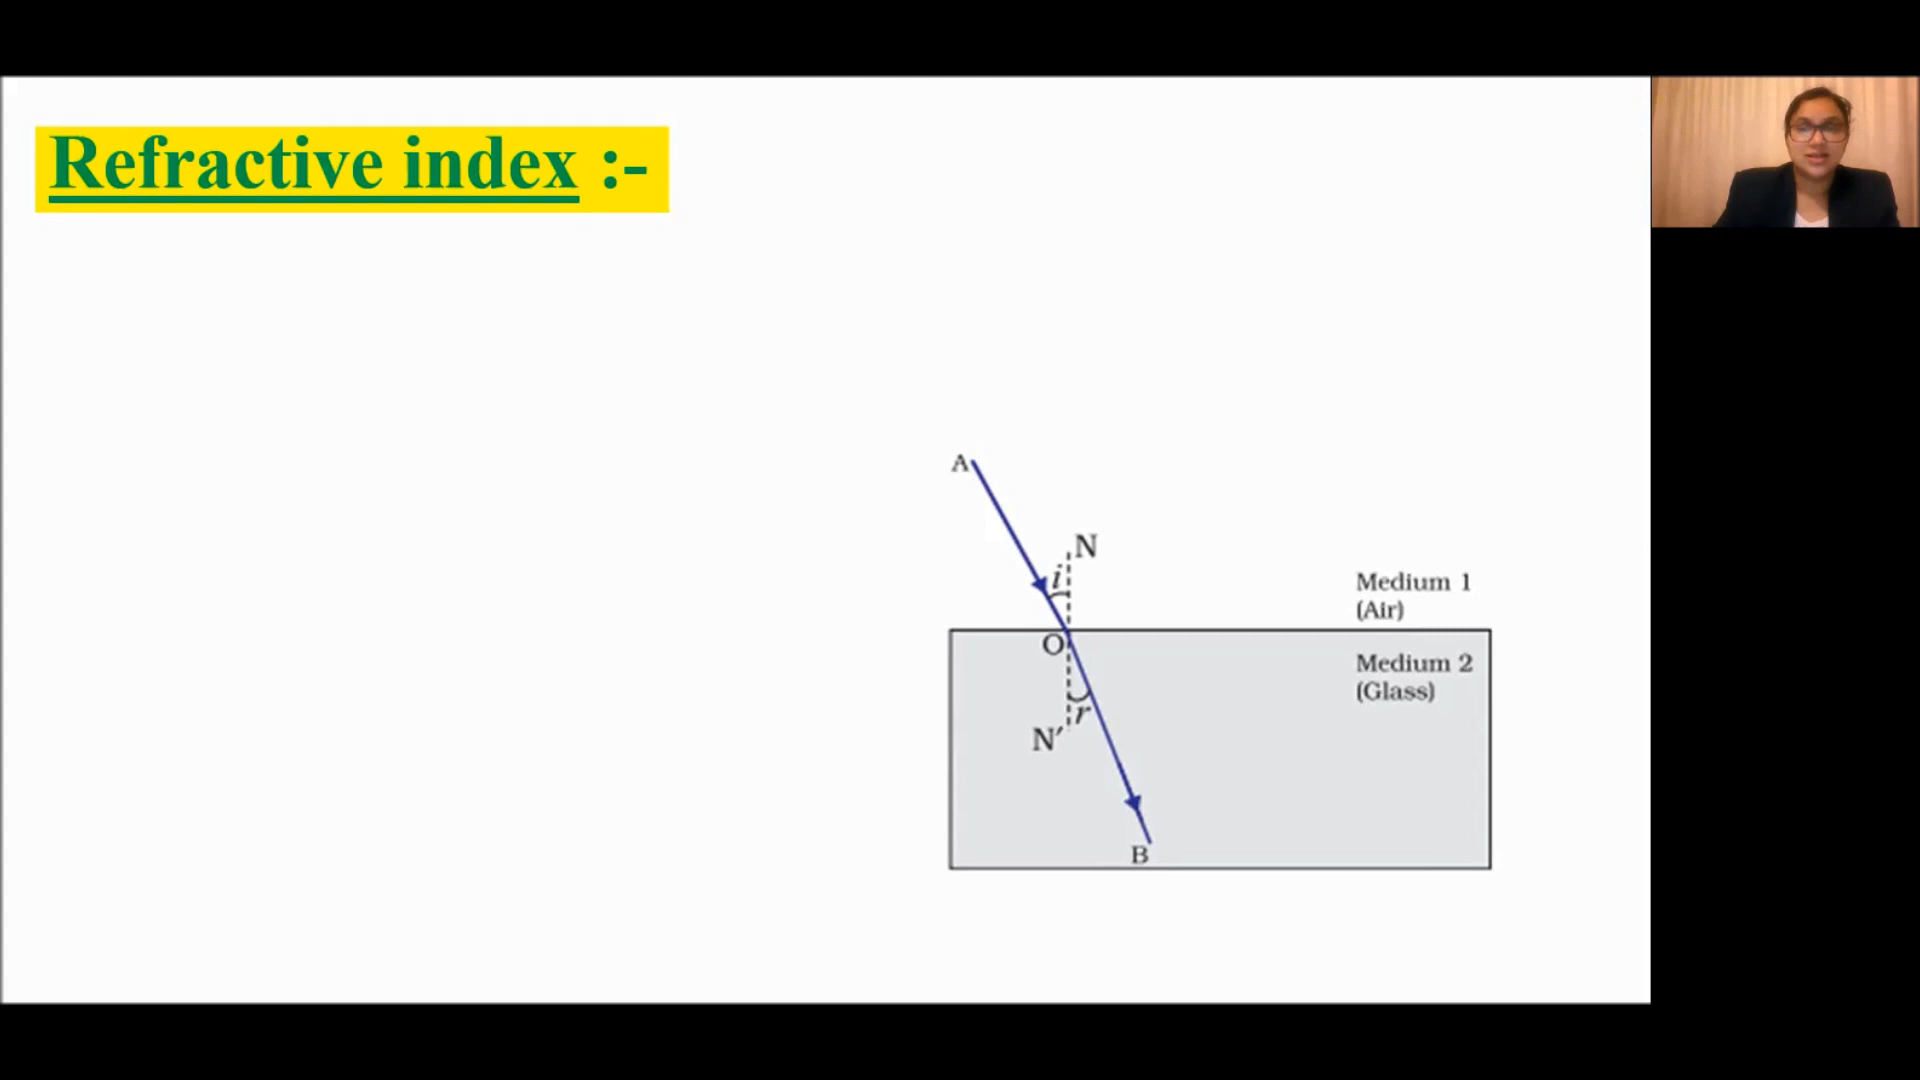 Refractive index :-
A
N
i
Medium 1
(Air)
O
Medium 2
(Glass)
r
N′
B